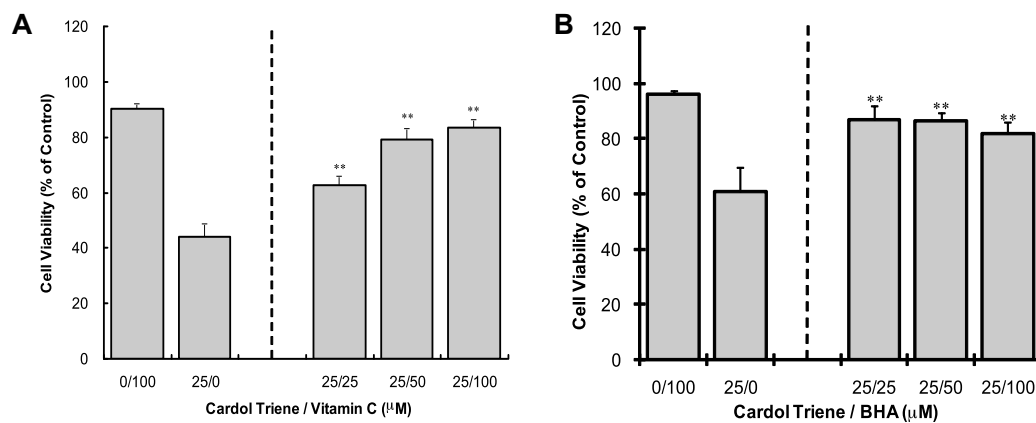 A
120
100
80
60
40
20
0
Cell Viability (% of Control)
**
**
**
0/100 25/0 25/25 25/50 25/100
Cardol Triene / Vitamin C (μM)
B
120
100
80
60
40
20
0
Cell Viability (% of Control)
**
**
**
0/100 25/0 25/25 25/50 25/100
Cardol Triene / BHA (μM)